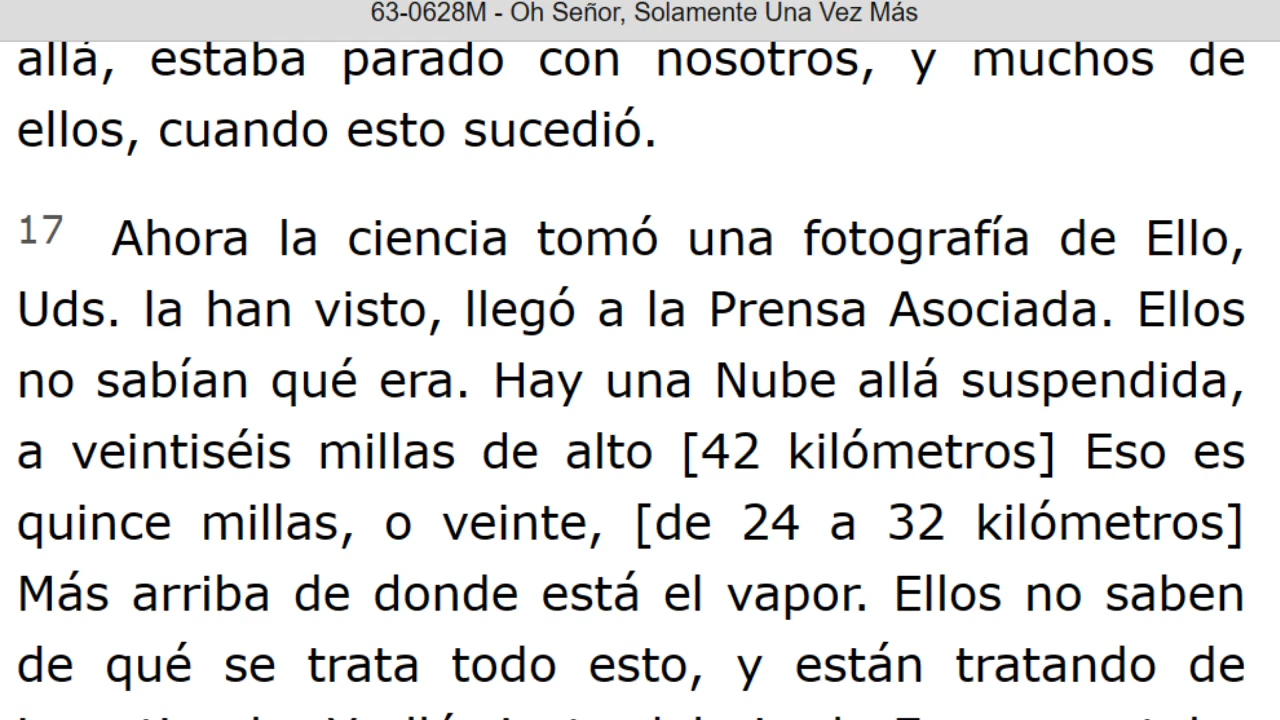 63-0628M - Oh Señor, Solamente Una Vez Más
allá, estaba parado con nosotros, y muchos de
ellos, cuando esto sucedió.
17 Ahora la ciencia tomó una fotografía de Ello,
Uds. la han visto, llegó a la Prensa Asociada. Ellos
no sabían qué era. Hay una Nube allá suspendida,
a veintiséis millas de alto [42 kilómetros] Eso es
quince millas, o veinte, [de 24 a 32 kilómetros]
Más arriba de donde está el vapor. Ellos no saben
de qué se trata todo esto, y están tratando de